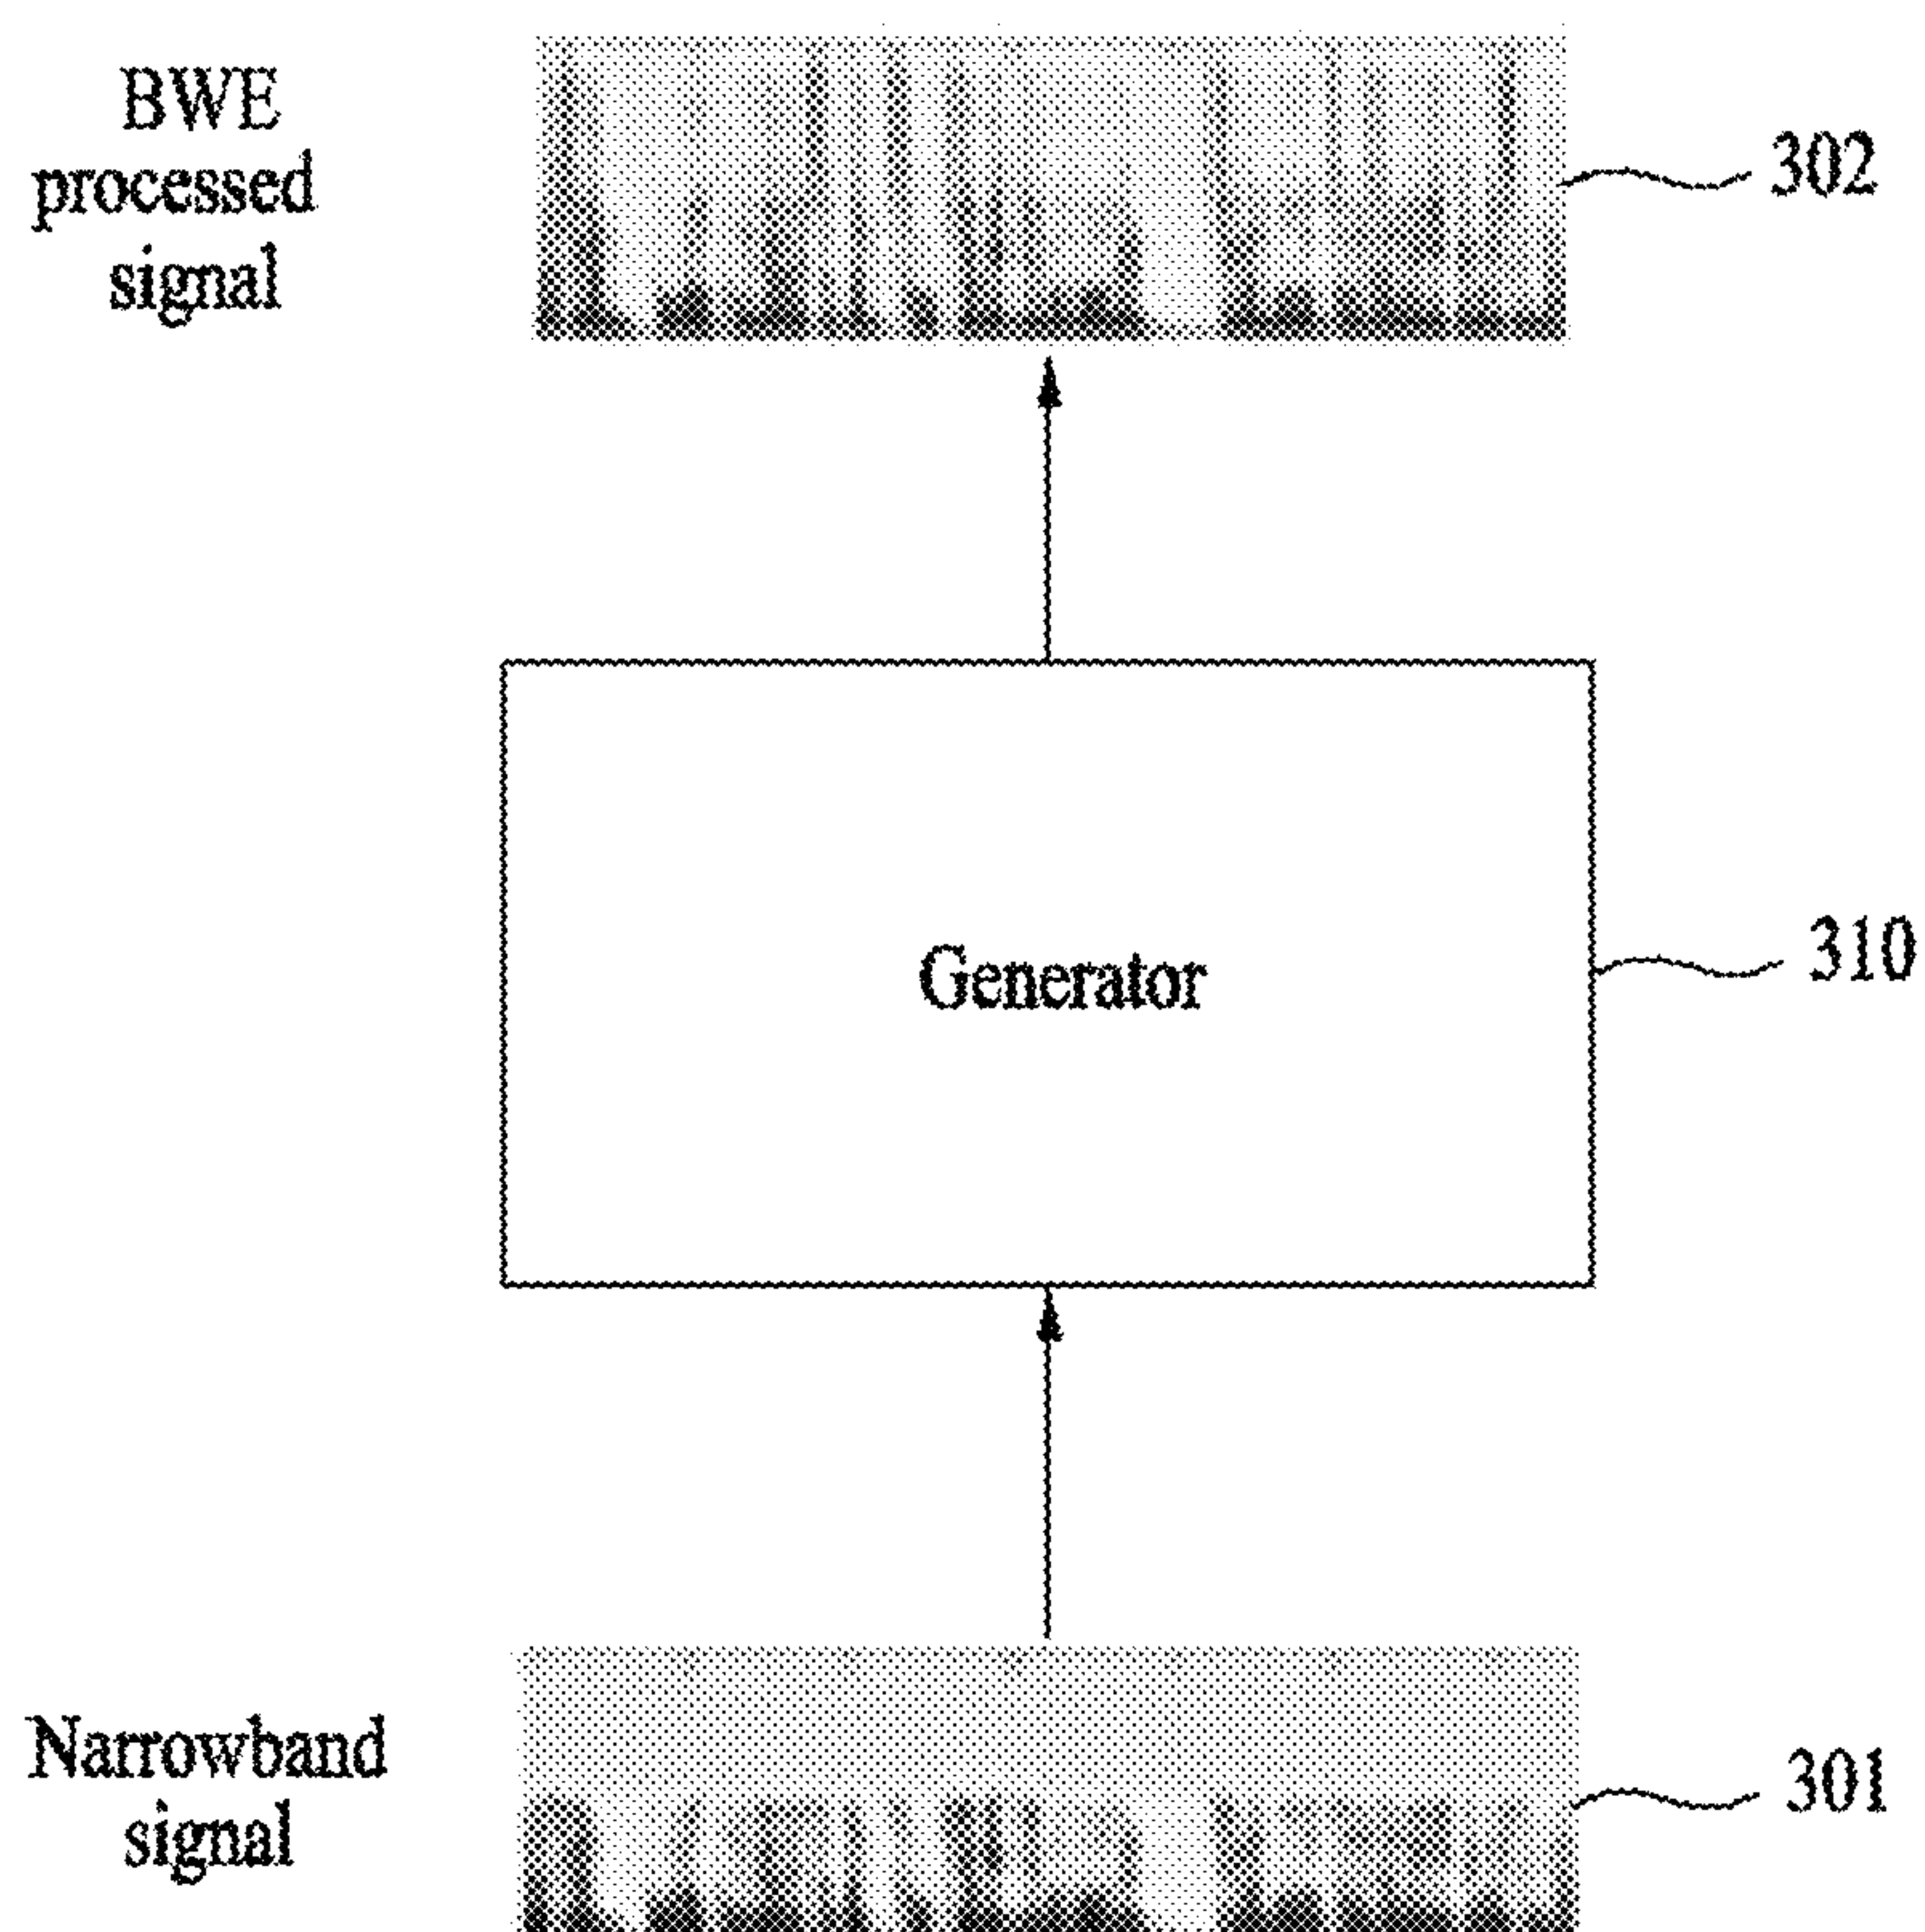 BWE
processed
signal
302
Generator
310
Narrowband
signal
301